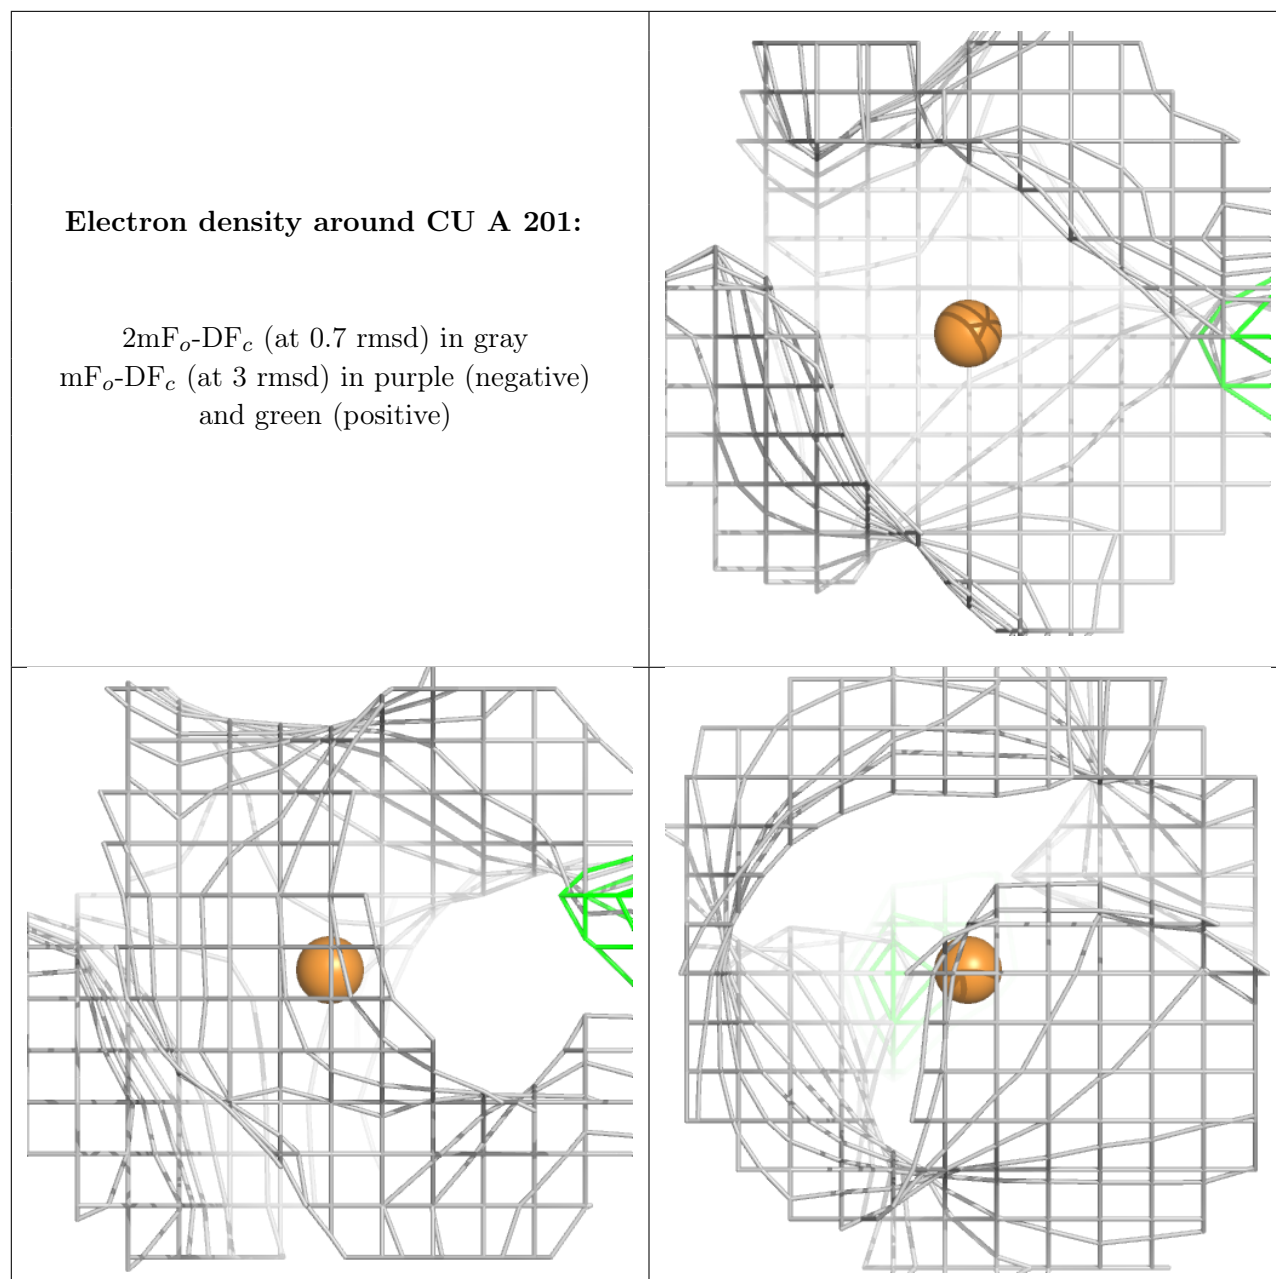 Electron density around CU A 201:
2mFo-DFc (at 0.7 rmsd) in gray
mFo-DFc (at 3 rmsd) in purple (negative)
and green (positive)